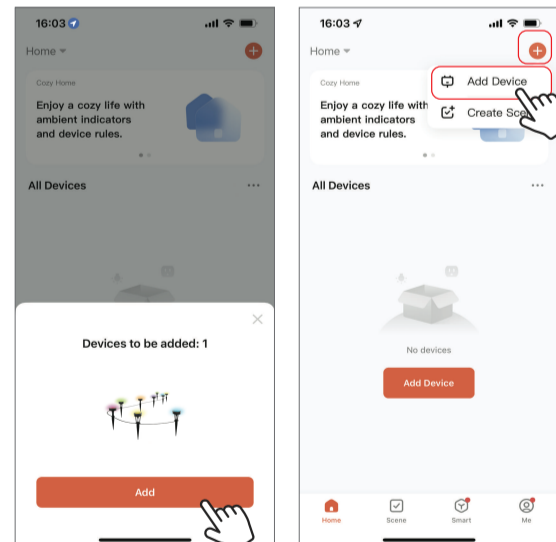 16:03
Home
Cozy Home
Enjoy a cozy life with
ambient indicators
and device rules.
All Devices
Devices to be added: 1
Add
16:03
Home
Add Device
Create Sce
Cozy Home
Enjoy a cozy life with
ambient indicators
and device rules.
All Devices
No devices
Add Device
Home
Scene
Smart
Me